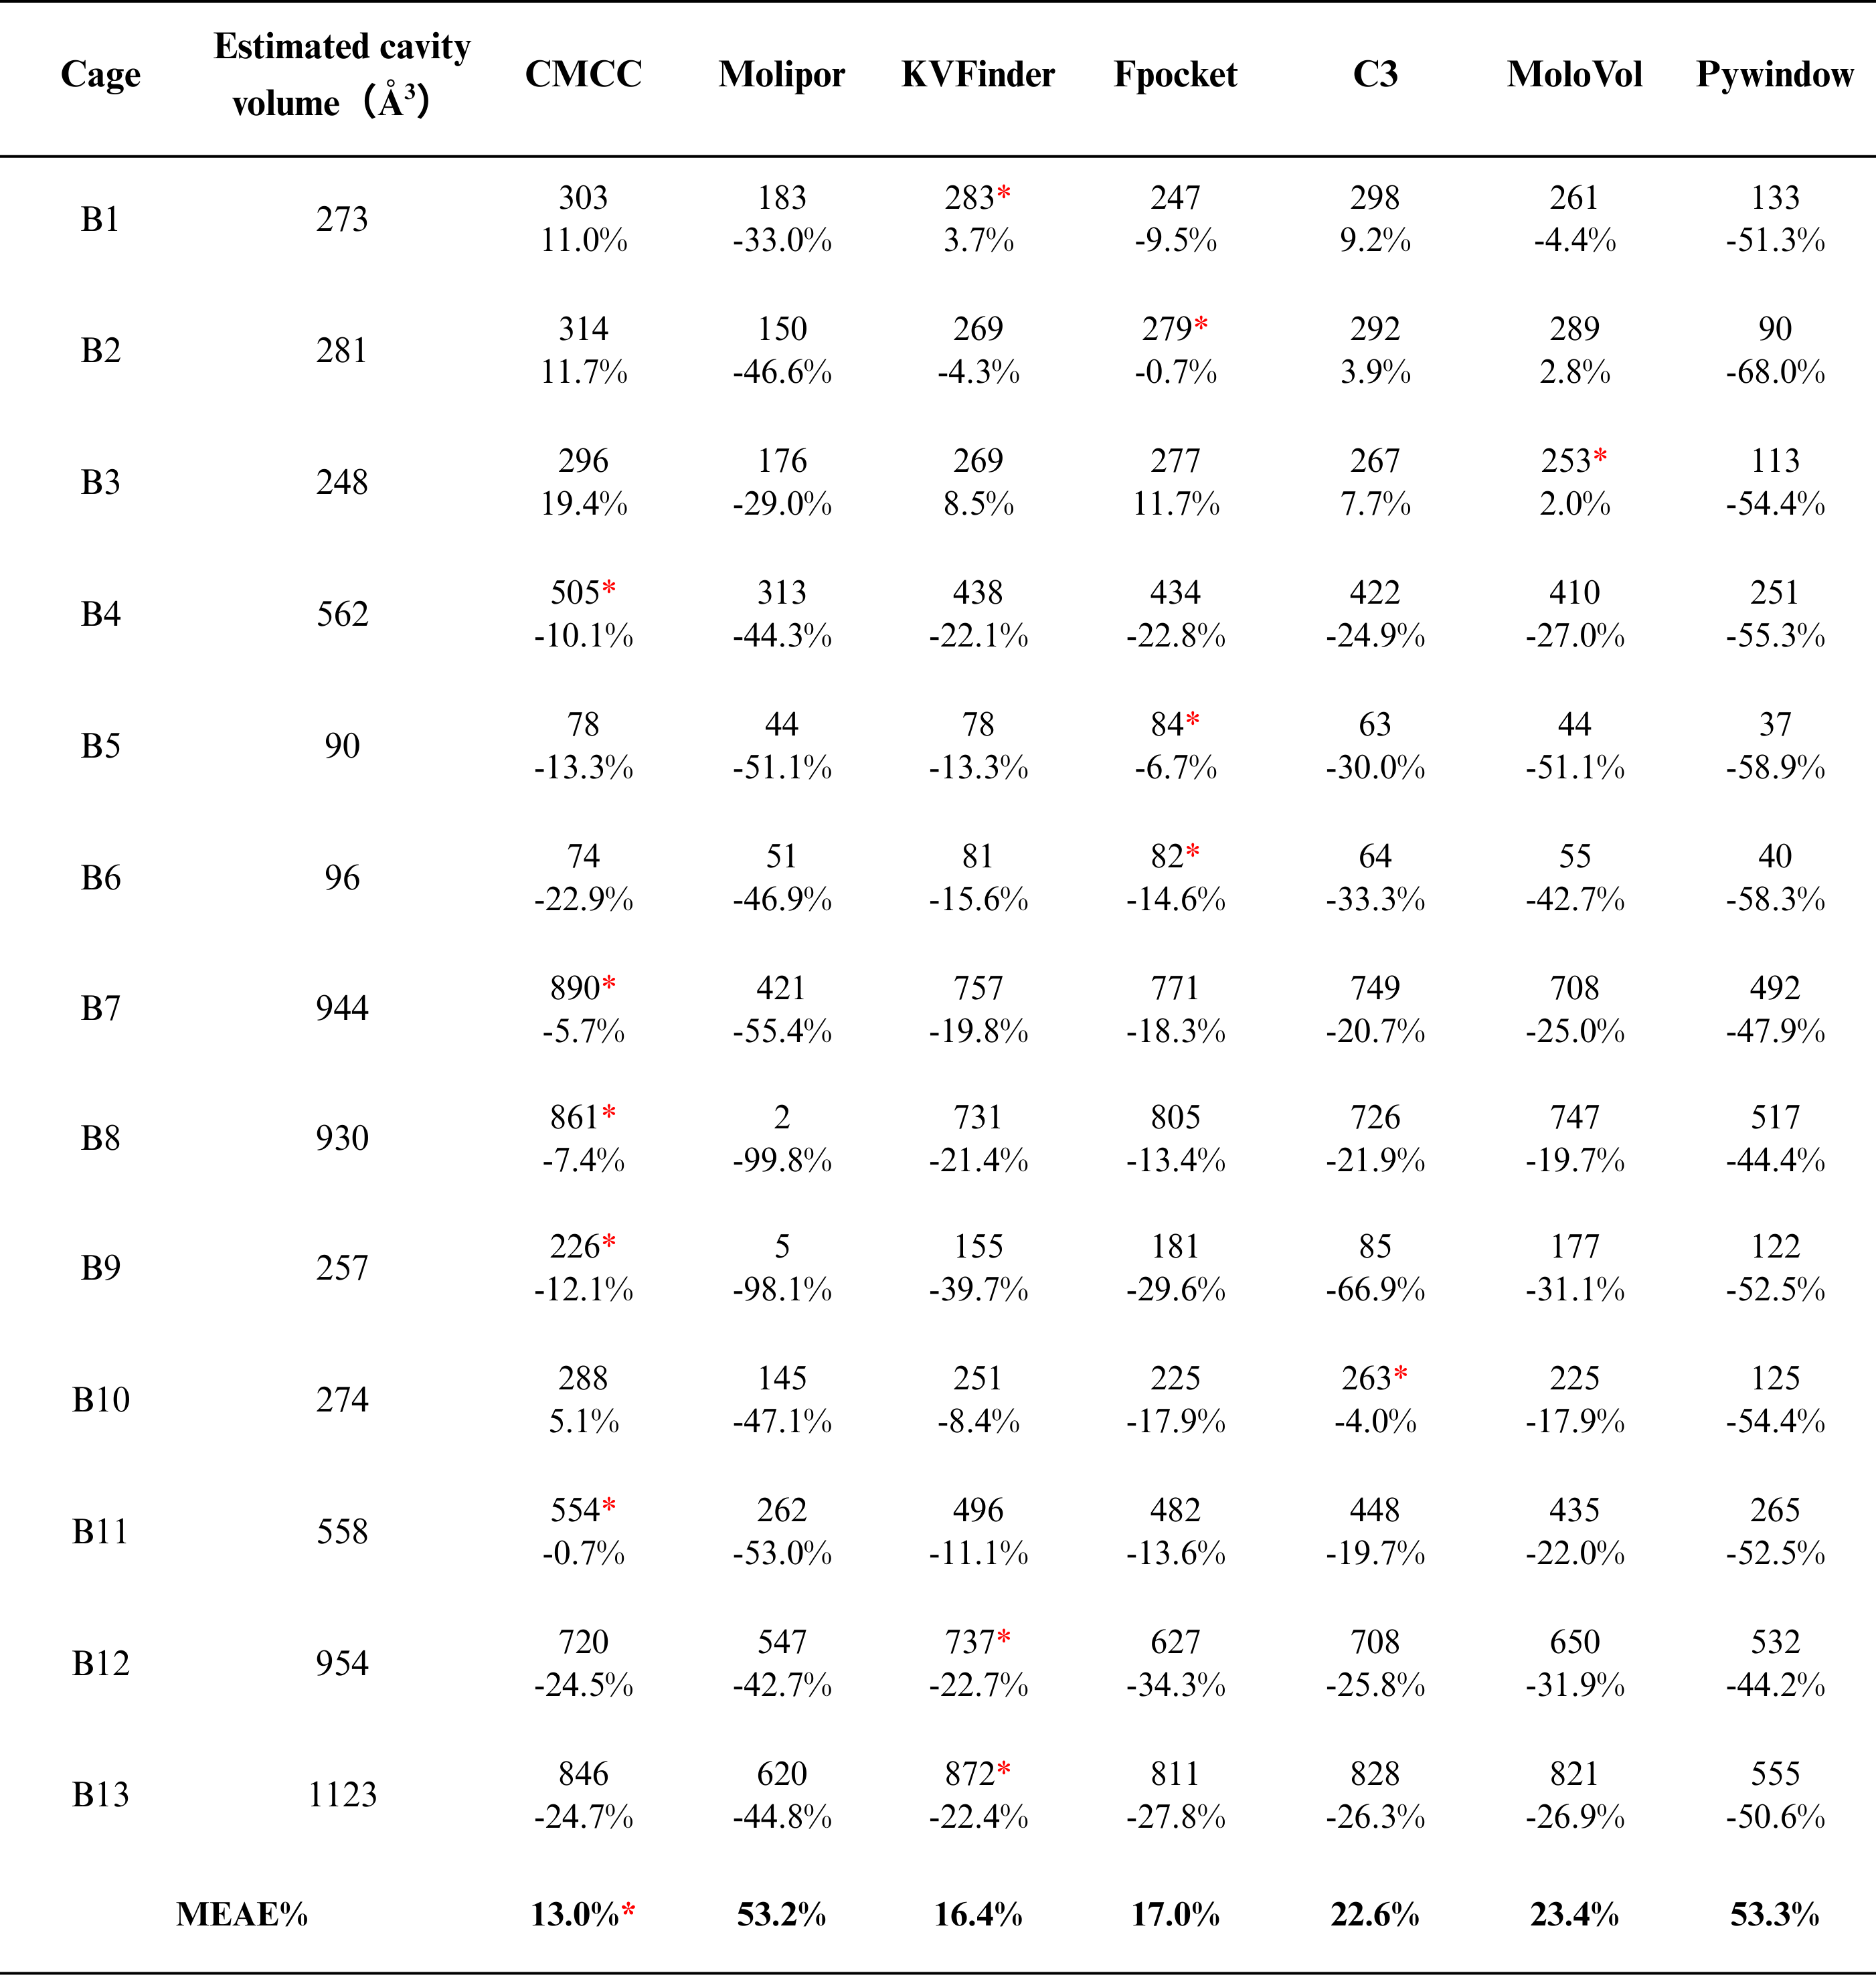 Cage Estimated cavity volume（Å³） CMCC Molipor KVFinder Fpocket C3 MoloVol Pywindow
B1 273 303 183 283* 247 298 261 133
11.0% -33.0% 3.7% -9.5% 9.2% -4.4% -51.3%
B2 281 314 150 269 279* 292 289 90
11.7% -46.6% -4.3% -0.7% 3.9% 2.8% -68.0%
B3 248 296 176 269 277 267 253* 113
19.4% -29.0% 8.5% 11.7% 7.7% 2.0% -54.4%
B4 562 505* 313 438 434 422 410 251
-10.1% -44.3% -22.1% -22.8% -24.9% -27.0% -55.3%
B5 90 78 44 78 84* 63 44 37
-13.3% -51.1% -13.3% -6.7% -30.0% -51.1% -58.9%
B6 96 74 51 81 82* 64 55 40
-22.9% -46.9% -15.6% -14.6% -33.3% -42.7% -58.3%
B7 944 890* 421 757 771 749 708 492
-5.7% -55.4% -19.8% -18.3% -20.7% -25.0% -47.9%
B8 930 861* 2 731 805 726 747 517
-7.4% -99.8% -21.4% -13.4% -21.9% -19.7% -44.4%
B9 257 226* 5 155 181 85 177 122
-12.1% -98.1% -39.7% -29.6% -66.9% -31.1% -52.5%
B10 274 288 145 251 225 263* 225 125
5.1% -47.1% -8.4% -17.9% -4.0% -17.9% -54.4%
B11 558 554* 262 496 482 448 435 265
-0.7% -53.0% -11.1% -13.6% -19.7% -22.0% -52.5%
B12 954 720 547 737* 627 708 650 532
-24.5% -42.7% -22.7% -34.3% -25.8% -31.9% -44.2%
B13 1123 846 620 872* 811 828 821 555
-24.7% -44.8% -22.4% -27.8% -26.3% -26.9% -50.6%
MEAE% 13.0%* 53.2% 16.4% 17.0% 22.6% 23.4% 53.3%